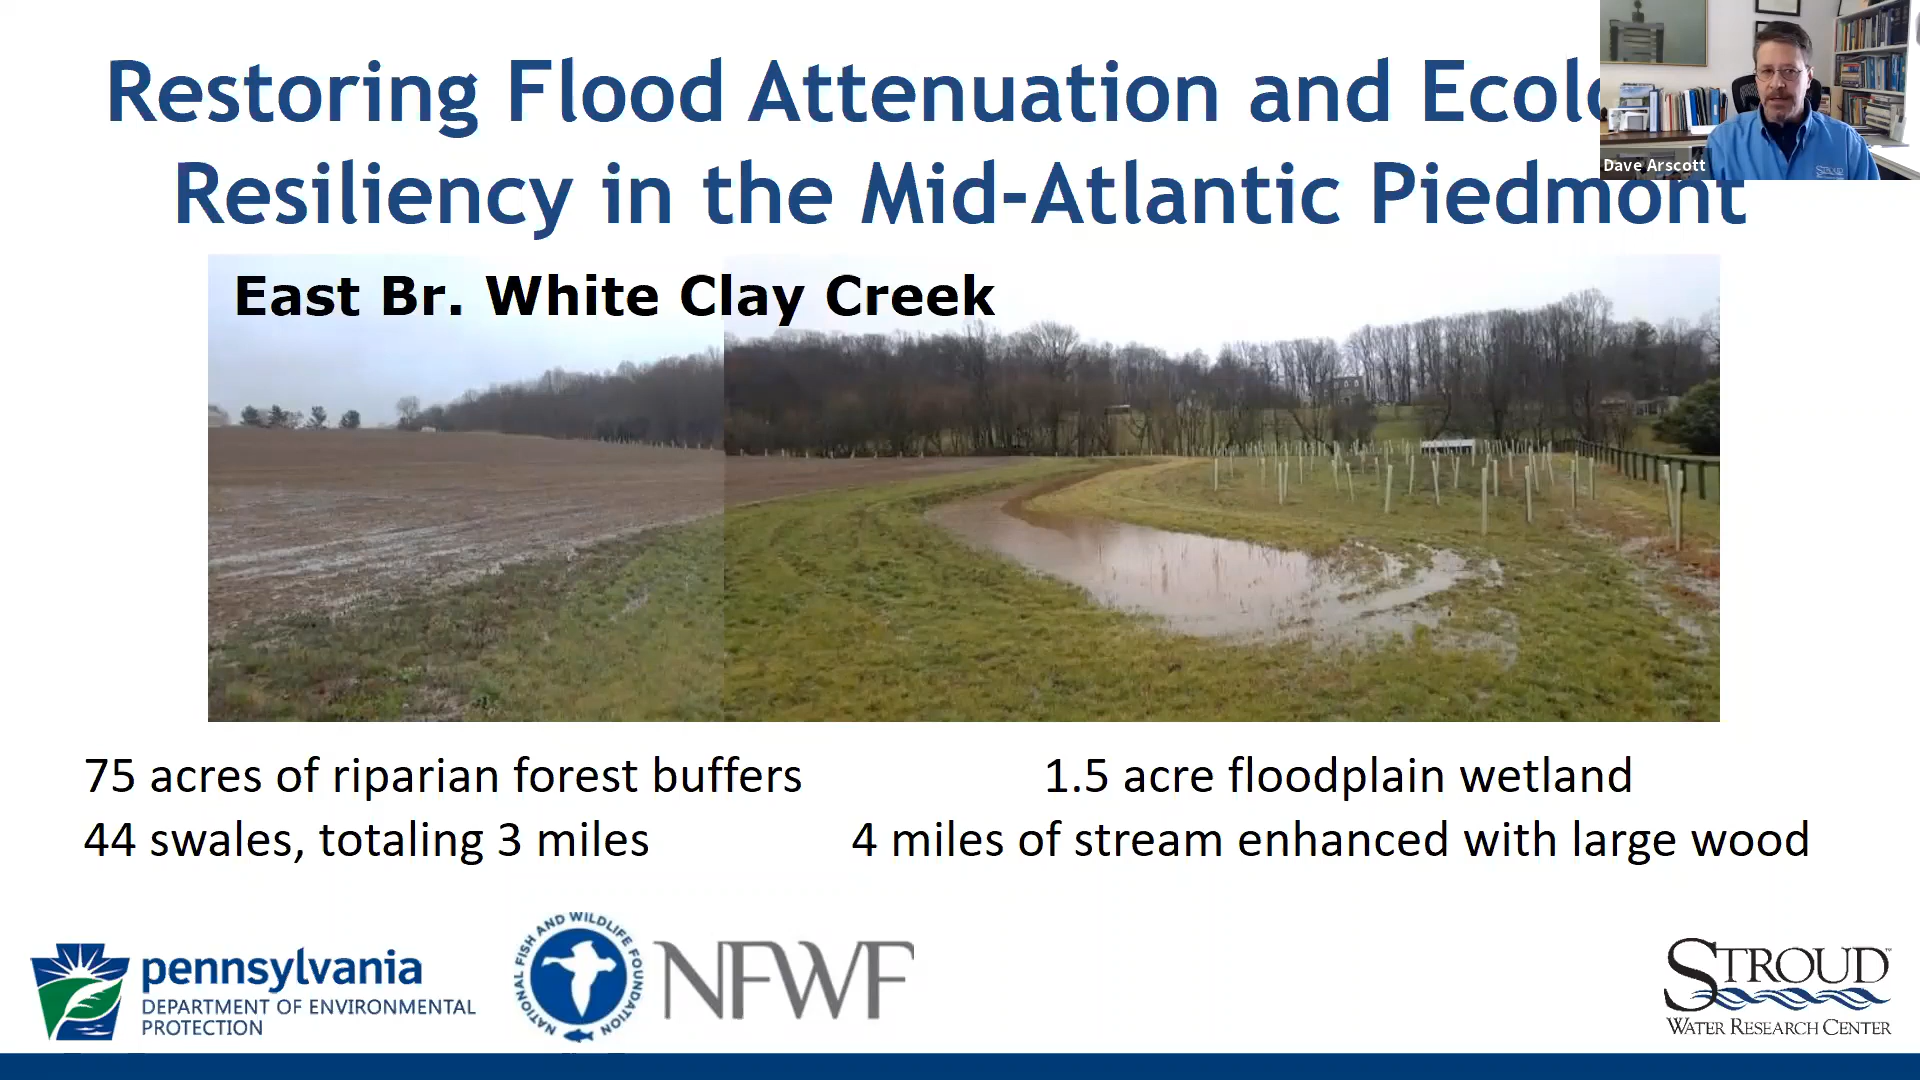 Restoring Flood Attenuation and
Resiliency in the Mid-Atlantic Piedmont
Dave Arscott
STROUD
East Br. White Clay Creek
75 acres of riparian forest buffers
1.5 acre floodplain wetland
44 swales, totaling 3 miles
4 miles of stream enhanced with large wood
pennsylvania
DEPARTMENT OF ENVIRONMENTAL
PROTECTION
NATIONAL FISH AND WILDLIFE FOUNDATION
NFWF
STROUD™
WATER RESEARCH CENTER